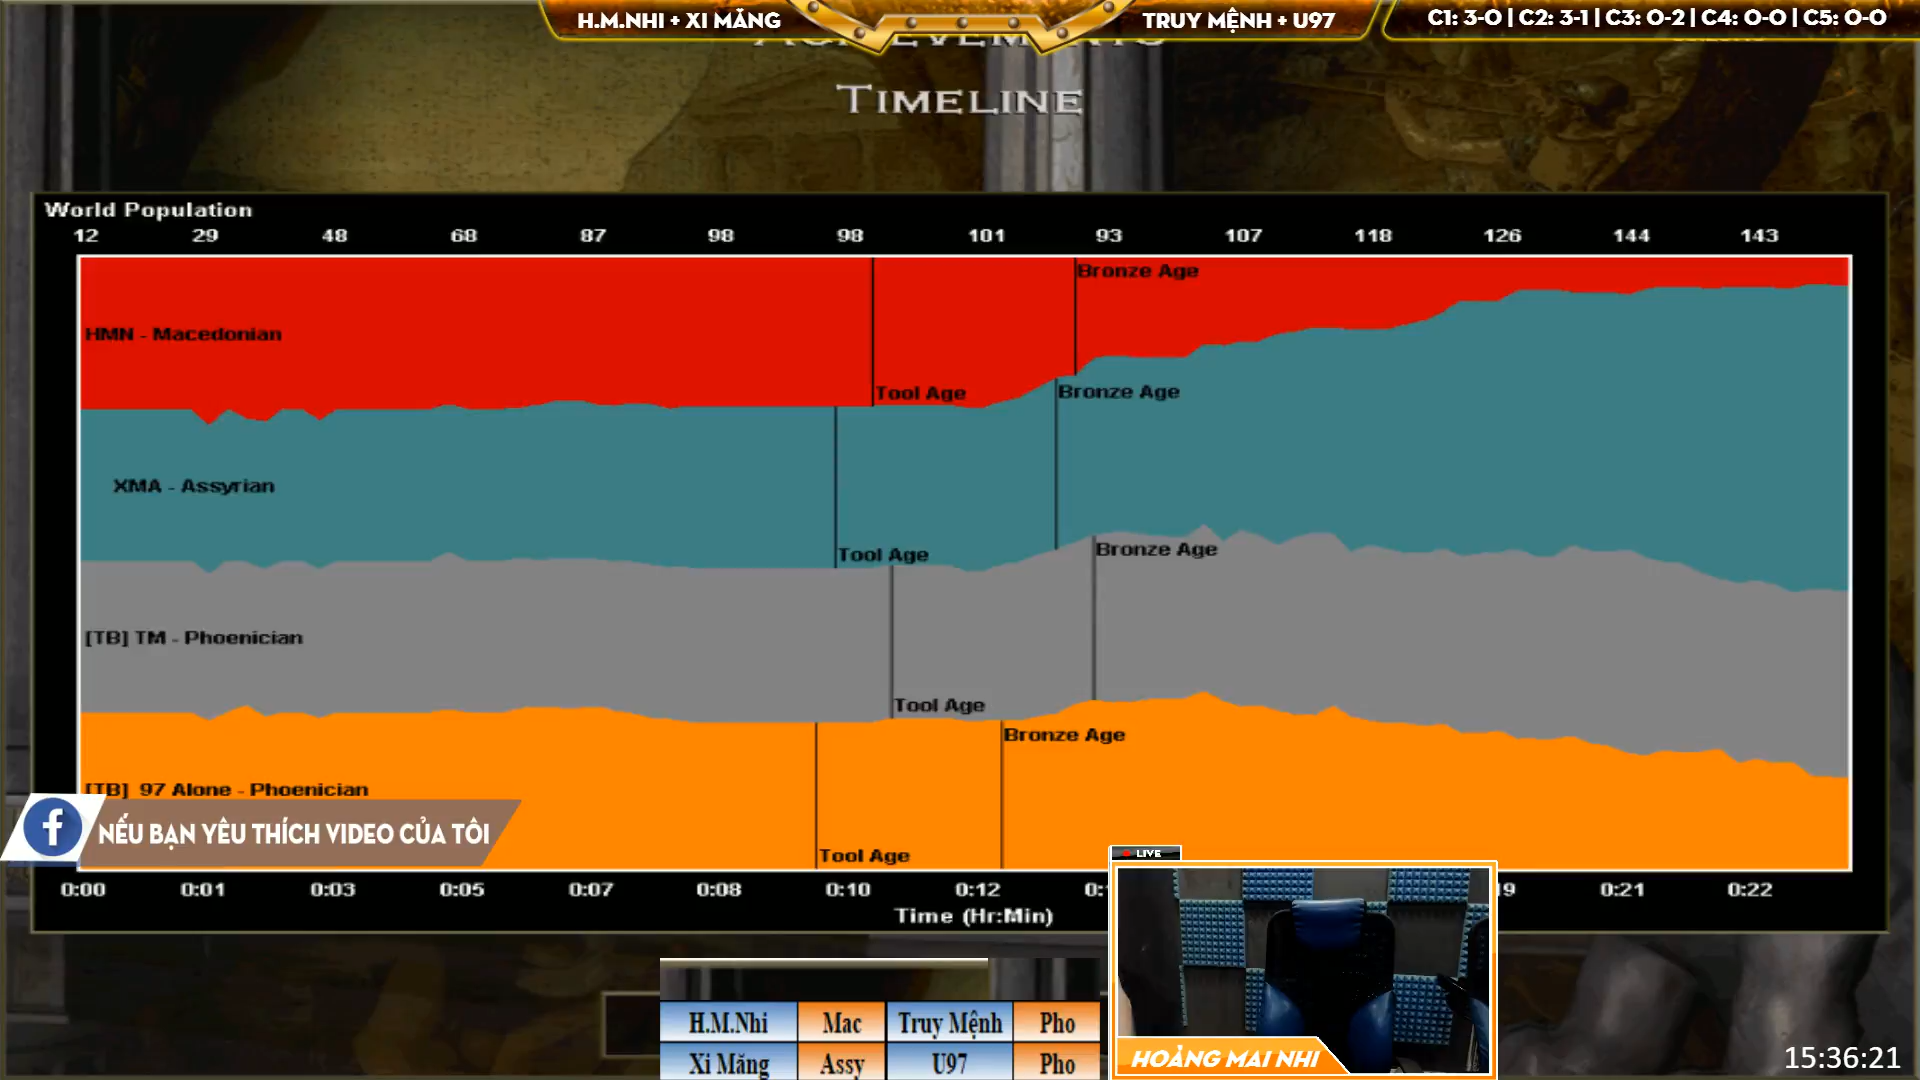 H.M.NHI + XI MĂNG
TRUY MỆNH + U97
C1: 3-0 | C2: 3-1 | C3: 0-2 | C4: 0-0 | C5: 0-0
ACHIEVEMENTS
TIMELINE
World Population
12 29 48 68 87 98 98 101 93 107 118 126 144 143
Bronze Age
HMN - Macedonian
Tool Age
Bronze Age
XMA - Assyrian
Tool Age
Bronze Age
[TB] TM - Phoenician
Tool Age
Bronze Age
[TB] 97 Alone - Phoenician
NẾU BẠN YÊU THÍCH VIDEO CỦA TÔI
Tool Age
LIVE
0:00 0:01 0:03 0:05 0:07 0:08 0:10 0:12 0:21 0:22
Time (Hr:Min)
H.M.Nhi Mac Truy Mệnh Pho
Xi Măng Assy U97 Pho
HOÀNG MAI NHI
15:36:21